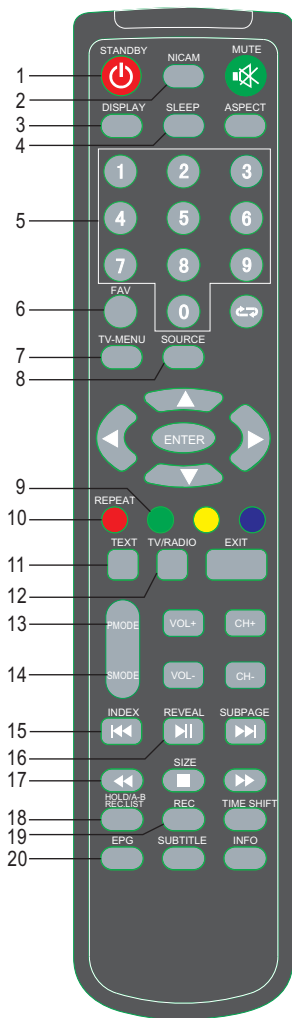 STANDBY
NICAM
MUTE
1
2
DISPLAY
SLEEP
ASPECT
3
4
1 2 3
4 5 6
5
7 8 9
FAV
6
0
TV-MENU
SOURCE
7
8
ENTER
9
REPEAT
10
TEXT
TV/RADIO
EXIT
11
12
13
PMODE
VOL+
CH+
14
SMODE
VOL-
CH-
INDEX
REVEAL
SUBPAGE
15
16
SIZE
17
HOLD/A-B
REC.LIST
REC
TIME SHIFT
18
19
EPG
SUBTITLE
INFO
20